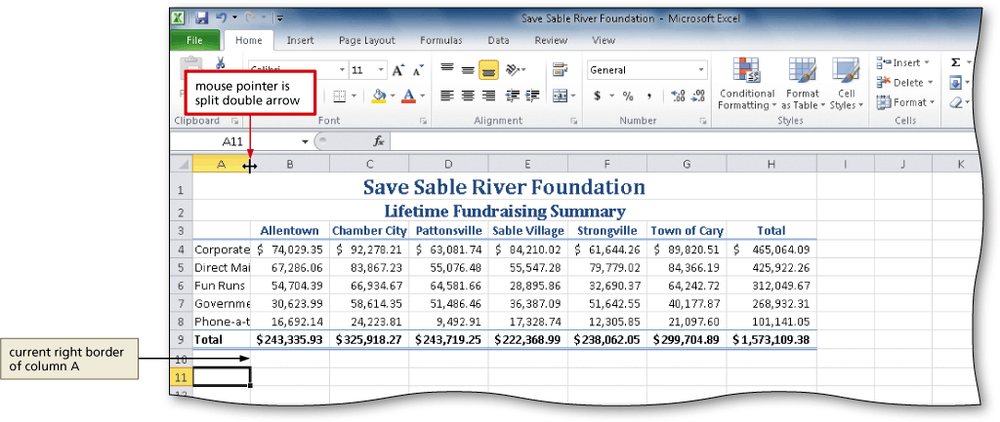 Save Sable River Foundation - Microsoft Excel
File Home Insert Page Layout Formulas Data Review View
11 A A General Insert Σ
mouse pointer is
split double arrow
A $ % , Conditional Formatting Format as Table Cell Styles Delete Format
Clipboard Font Alignment Number Styles Cells
A11 fx
A B C D E F G H I J K
1 Save Sable River Foundation
2 Lifetime Fundraising Summary
3 Allentown Chamber City Pattonsville Sable Village Strongville Town of Cary Total
4 Corporate $ 74,029.35 $ 92,278.21 $ 63,081.74 $ 84,210.02 $ 61,644.26 $ 89,820.51 $ 465,064.09
5 Direct Mai 67,286.06 83,867.23 55,076.48 55,547.28 79,779.02 84,366.19 425,922.26
6 Fun Runs 54,704.39 66,934.67 64,581.66 28,895.86 32,690.37 64,242.72 312,049.67
7 Governme 30,623.99 58,614.35 51,486.46 36,387.09 51,642.55 40,177.87 268,932.31
8 Phone-a-t 16,692.14 24,223.81 9,492.91 17,328.74 12,305.85 21,097.60 101,141.05
9 Total $243,335.93 $325,918.27 $243,719.25 $222,368.99 $238,062.05 $299,704.89 $1,573,109.38
current right border
of column A
10
11